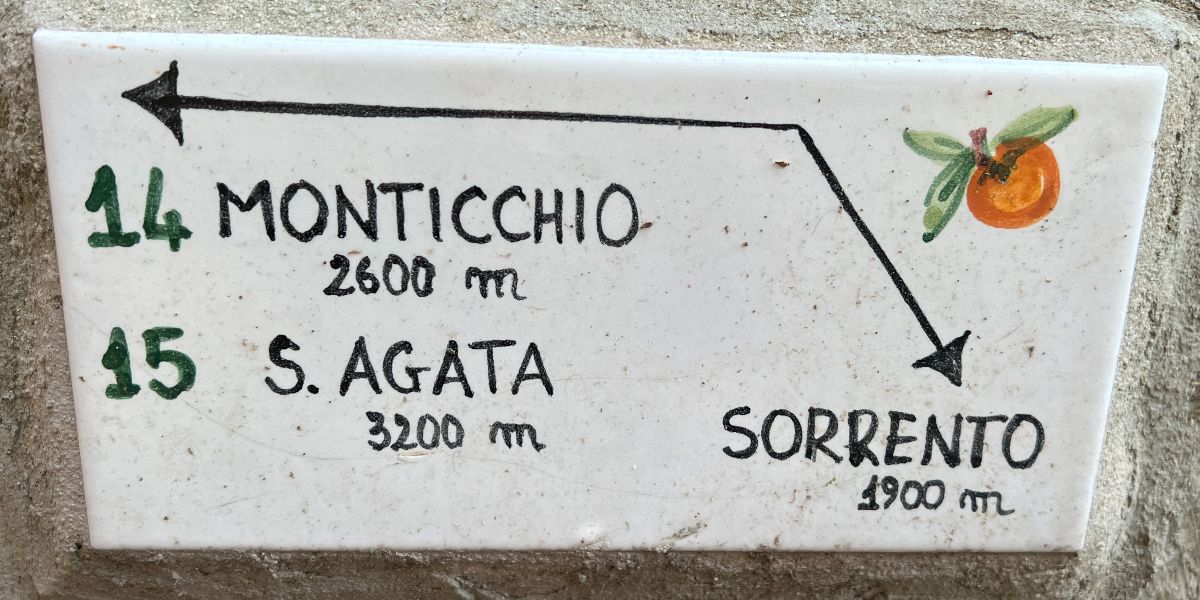 14 MONTICCHIO
2600 m
15 S. AGATA
3200 m
SORRENTO
1900 m